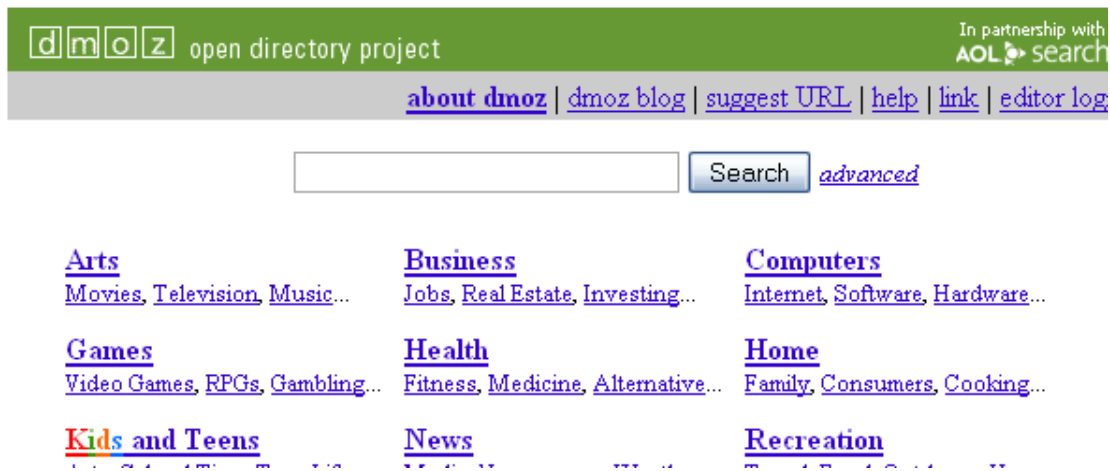 dmoz open directory project
In partnership with
AOL search
about dmoz | dmoz blog | suggest URL | help | link | editor log
Search advanced
Arts Business Computers
Movies, Television, Music... Jobs, Real Estate, Investing... Internet, Software, Hardware...
Games Health Home
Video Games, RPGs, Gambling... Fitness, Medicine, Alternative... Family, Consumers, Cooking...
Kids and Teens News Recreation